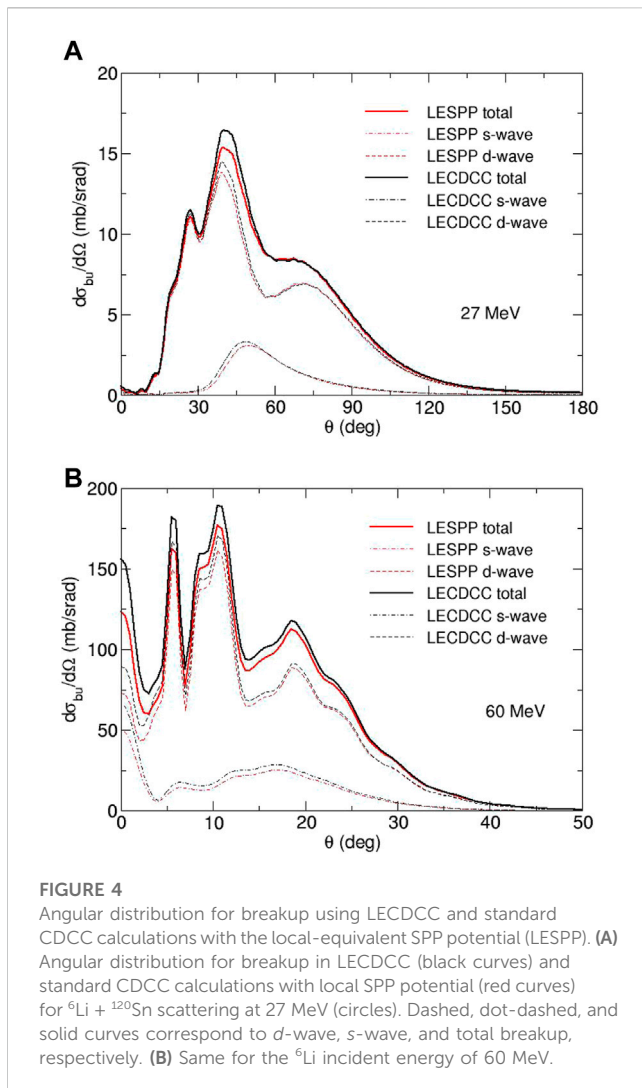 A
20
15
10
5
0
dσbu/dΩ (mb/srad)
LESPP total
LESPP s-wave
LESPP d-wave
LECDCC total
LECDCC s-wave
LECDCC d-wave
27 MeV
0 30 60 90 120 150 180
θ (deg)
B
200
150
100
50
0
dσbu/dΩ (mb/srad)
LESPP total
LESPP s-wave
LESPP d-wave
LECDCC total
LECDCC s-wave
LECDCC d-wave
60 MeV
0 10 20 30 40 50
θ (deg)
FIGURE 4
Angular distribution for breakup using LECDCC and standard
CDCC calculations with the local-equivalent SPP potential (LESPP). (A)
Angular distribution for breakup in LECDCC (black curves) and
standard CDCC calculations with local SPP potential (red curves)
for ⁶Li + ¹²⁰Sn scattering at 27 MeV (circles). Dashed, dot-dashed, and
solid curves correspond to d-wave, s-wave, and total breakup,
respectively. (B) Same for the ⁶Li incident energy of 60 MeV.